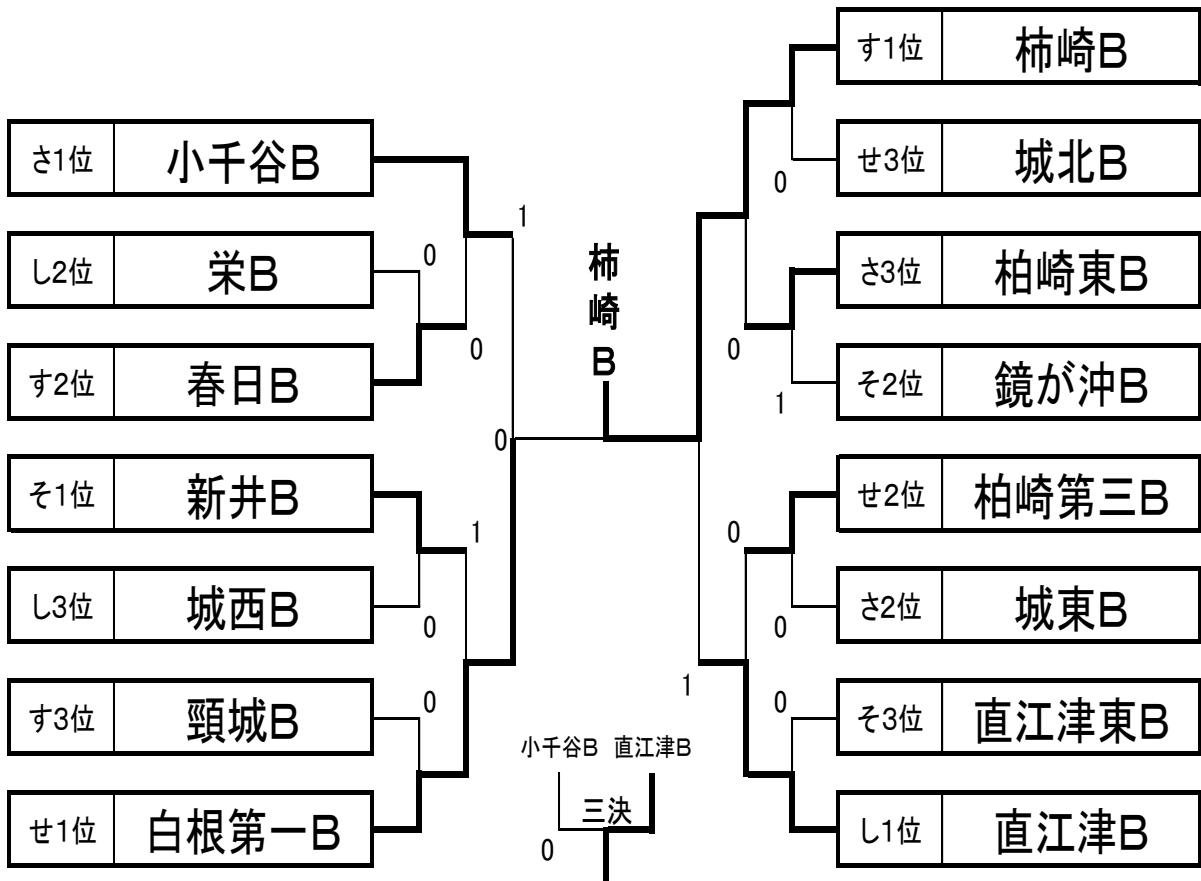 さ1位 小千谷B
し2位 栄B
す2位 春日B
そ1位 新井B
し3位 城西B
す3位 頸城B
せ1位 白根第一B
0
0
1
1
0
0
0
柿崎B
小千谷B 直江津B
三決
0
す1位 柿崎B
せ3位 城北B
さ3位 柏崎東B
そ2位 鏡が沖B
せ2位 柏崎第三B
さ2位 城東B
そ3位 直江津東B
し1位 直江津B
0
0
1
0
0
1
0